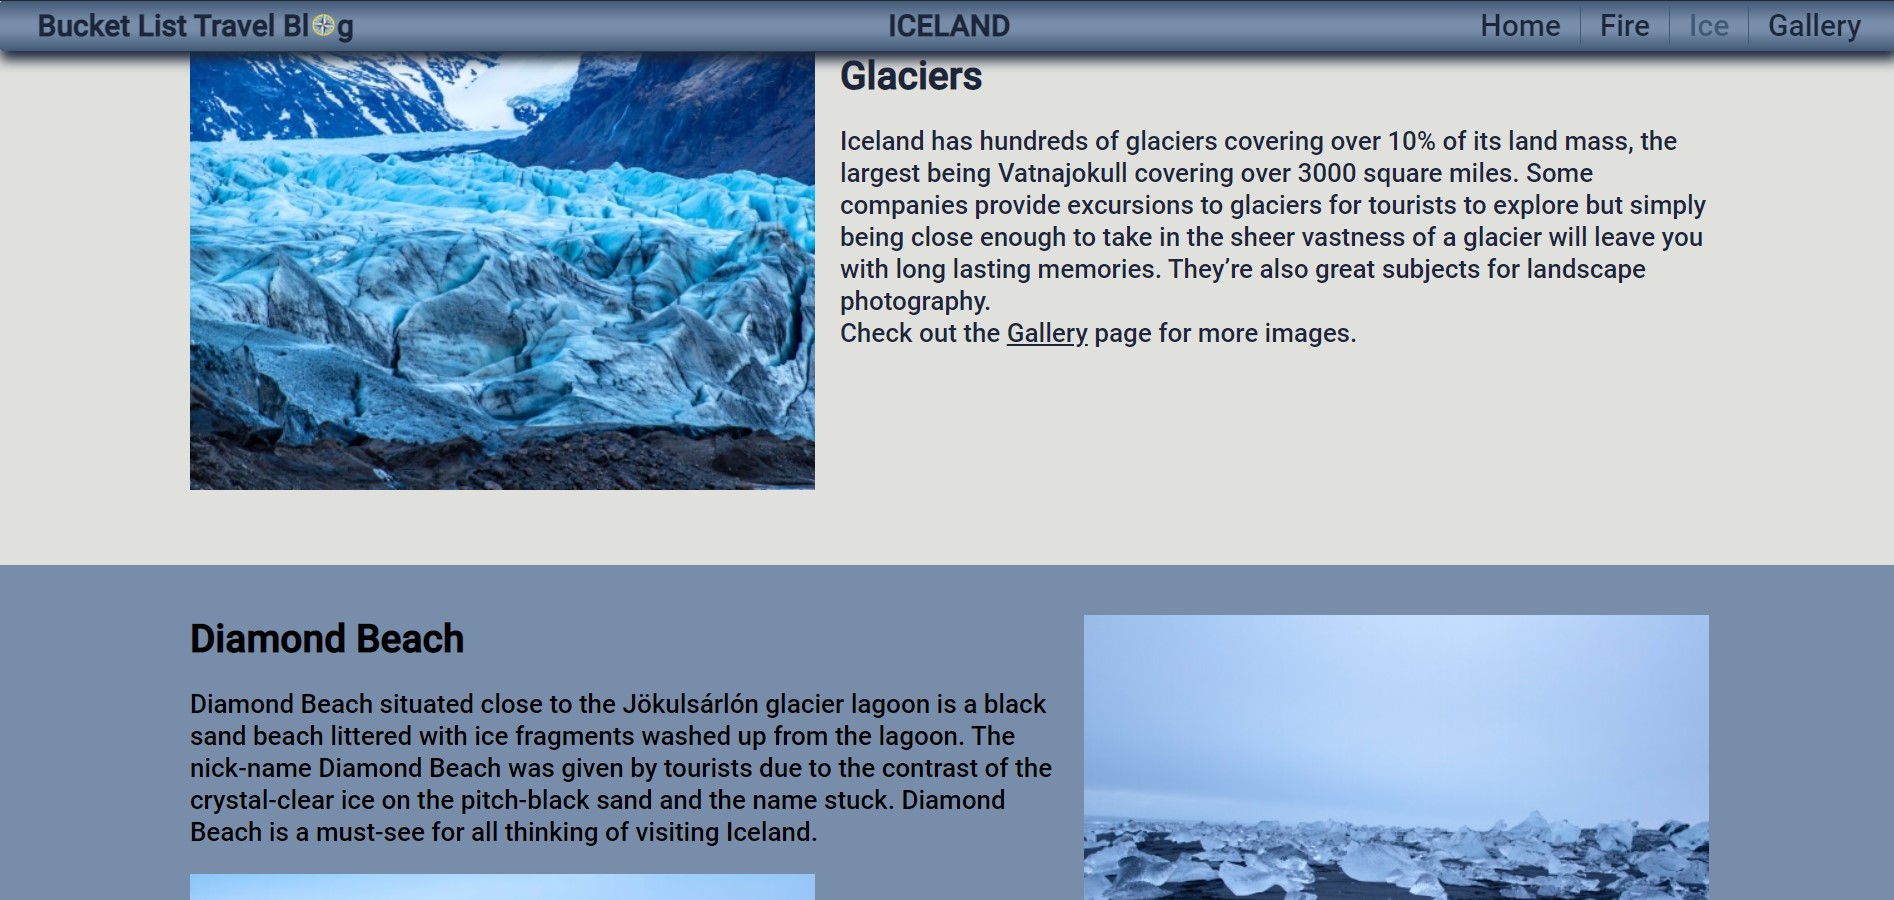 Bucket List Travel Blog
ICELAND
Home
Fire
Ice
Gallery
Glaciers
Iceland has hundreds of glaciers covering over 10% of its land mass, the
largest being Vatnajokull covering over 3000 square miles. Some
companies provide excursions to glaciers for tourists to explore but simply
being close enough to take in the sheer vastness of a glacier will leave you
with long lasting memories. They’re also great subjects for landscape
photography.
Check out the Gallery page for more images.
Diamond Beach
Diamond Beach situated close to the Jökulsárlón glacier lagoon is a black
sand beach littered with ice fragments washed up from the lagoon. The
nick-name Diamond Beach was given by tourists due to the contrast of the
crystal-clear ice on the pitch-black sand and the name stuck. Diamond
Beach is a must-see for all thinking of visiting Iceland.